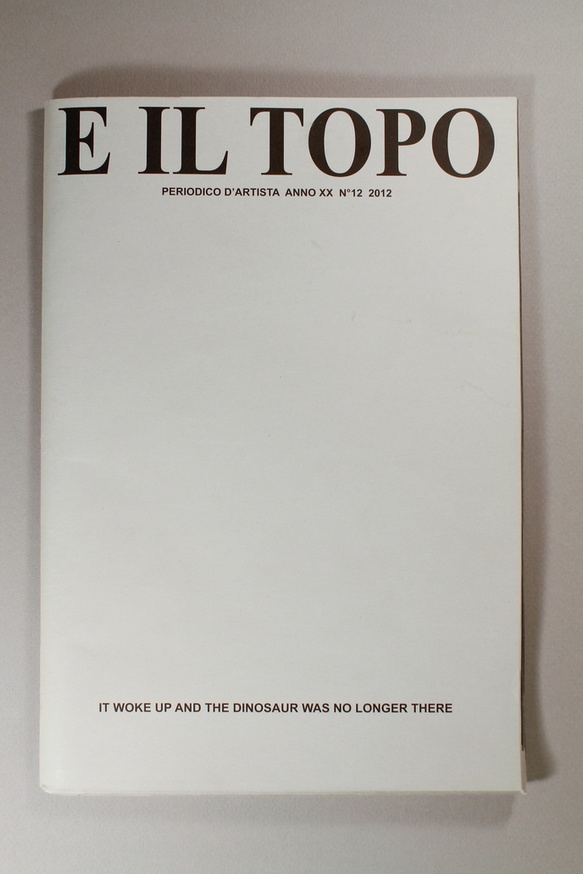 E IL TOPO
PERIODICO D'ARTISTA ANNO XX N°12 2012
IT WOKE UP AND THE DINOSAUR WAS NO LONGER THERE